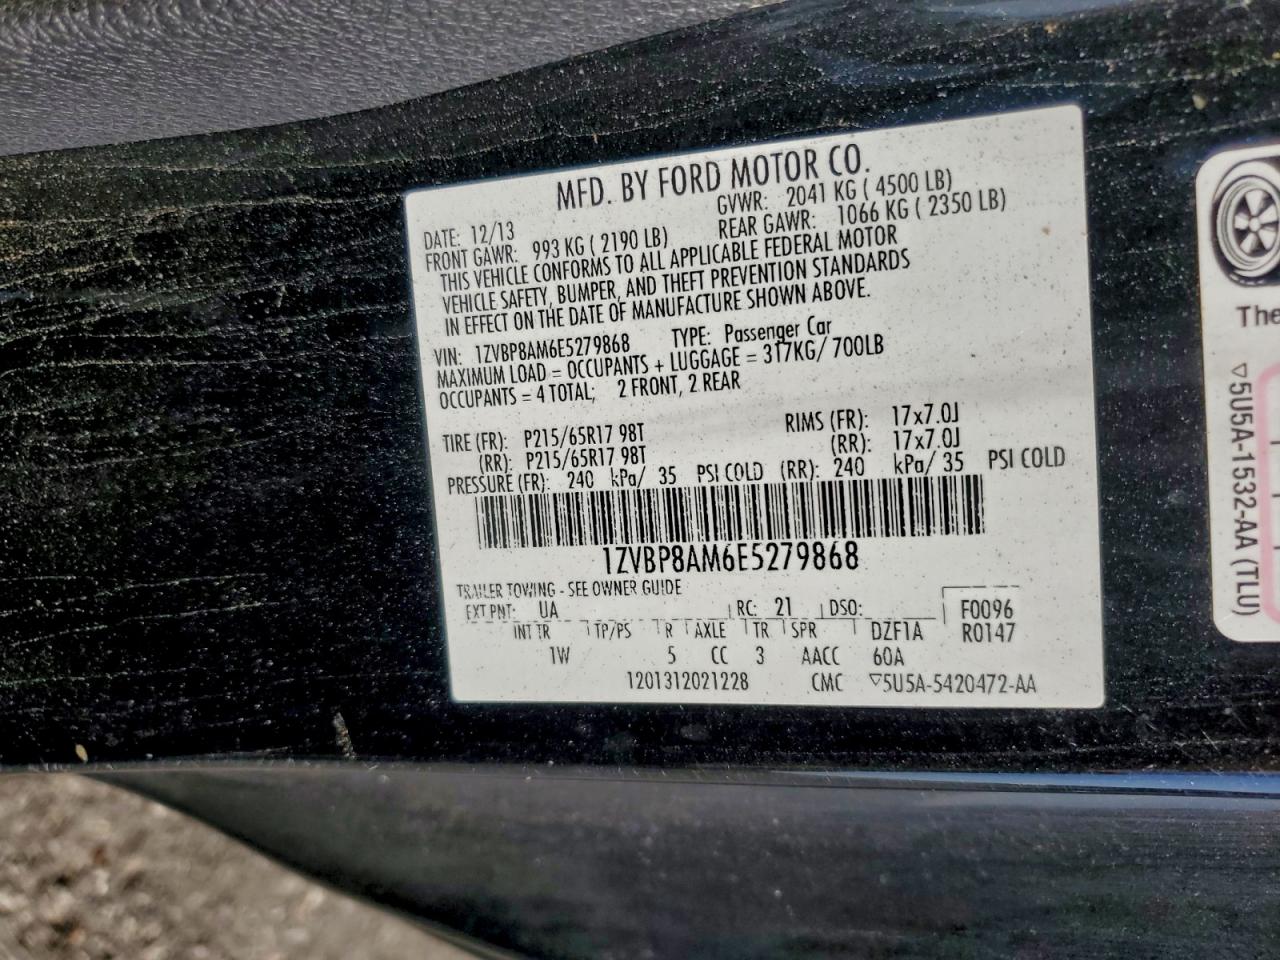 MFD. BY FORD MOTOR CO.
DATE: 12/13 GVWR: 2041 KG ( 4500 LB)
FRONT GAWR: 993 KG ( 2190 LB) REAR GAWR: 1066 KG ( 2350 LB)
THIS VEHICLE CONFORMS TO ALL APPLICABLE FEDERAL MOTOR
VEHICLE SAFETY, BUMPER, AND THEFT PREVENTION STANDARDS
IN EFFECT ON THE DATE OF MANUFACTURE SHOWN ABOVE.
VIN: 1ZVBP8AM6E5279868 TYPE: Passenger Car
MAXIMUM LOAD = OCCUPANTS + LUGGAGE = 317KG/ 700LB
OCCUPANTS = 4 TOTAL; 2 FRONT, 2 REAR
TIRE (FR): P215/65R17 98T RIMS (FR): 17x7.0J
(RR): P215/65R17 98T (RR): 17x7.0J
PRESSURE (FR): 240 kPa/ 35 PSI COLD (RR): 240 kPa/ 35 PSI COLD
1ZVBP8AM6E5279868
TRAILER TOWING - SEE OWNER GUIDE
EXT PNT: UA RC: 21 DSO: F0096
INT TR TP/PS R AXLE TR SPR DZF1A R0147
1W 5 CC 3 AACC 60A
1201312021228 CMC ▽5U5A-5420472-AA
The
▽5U5A-1532-AA (TLU)